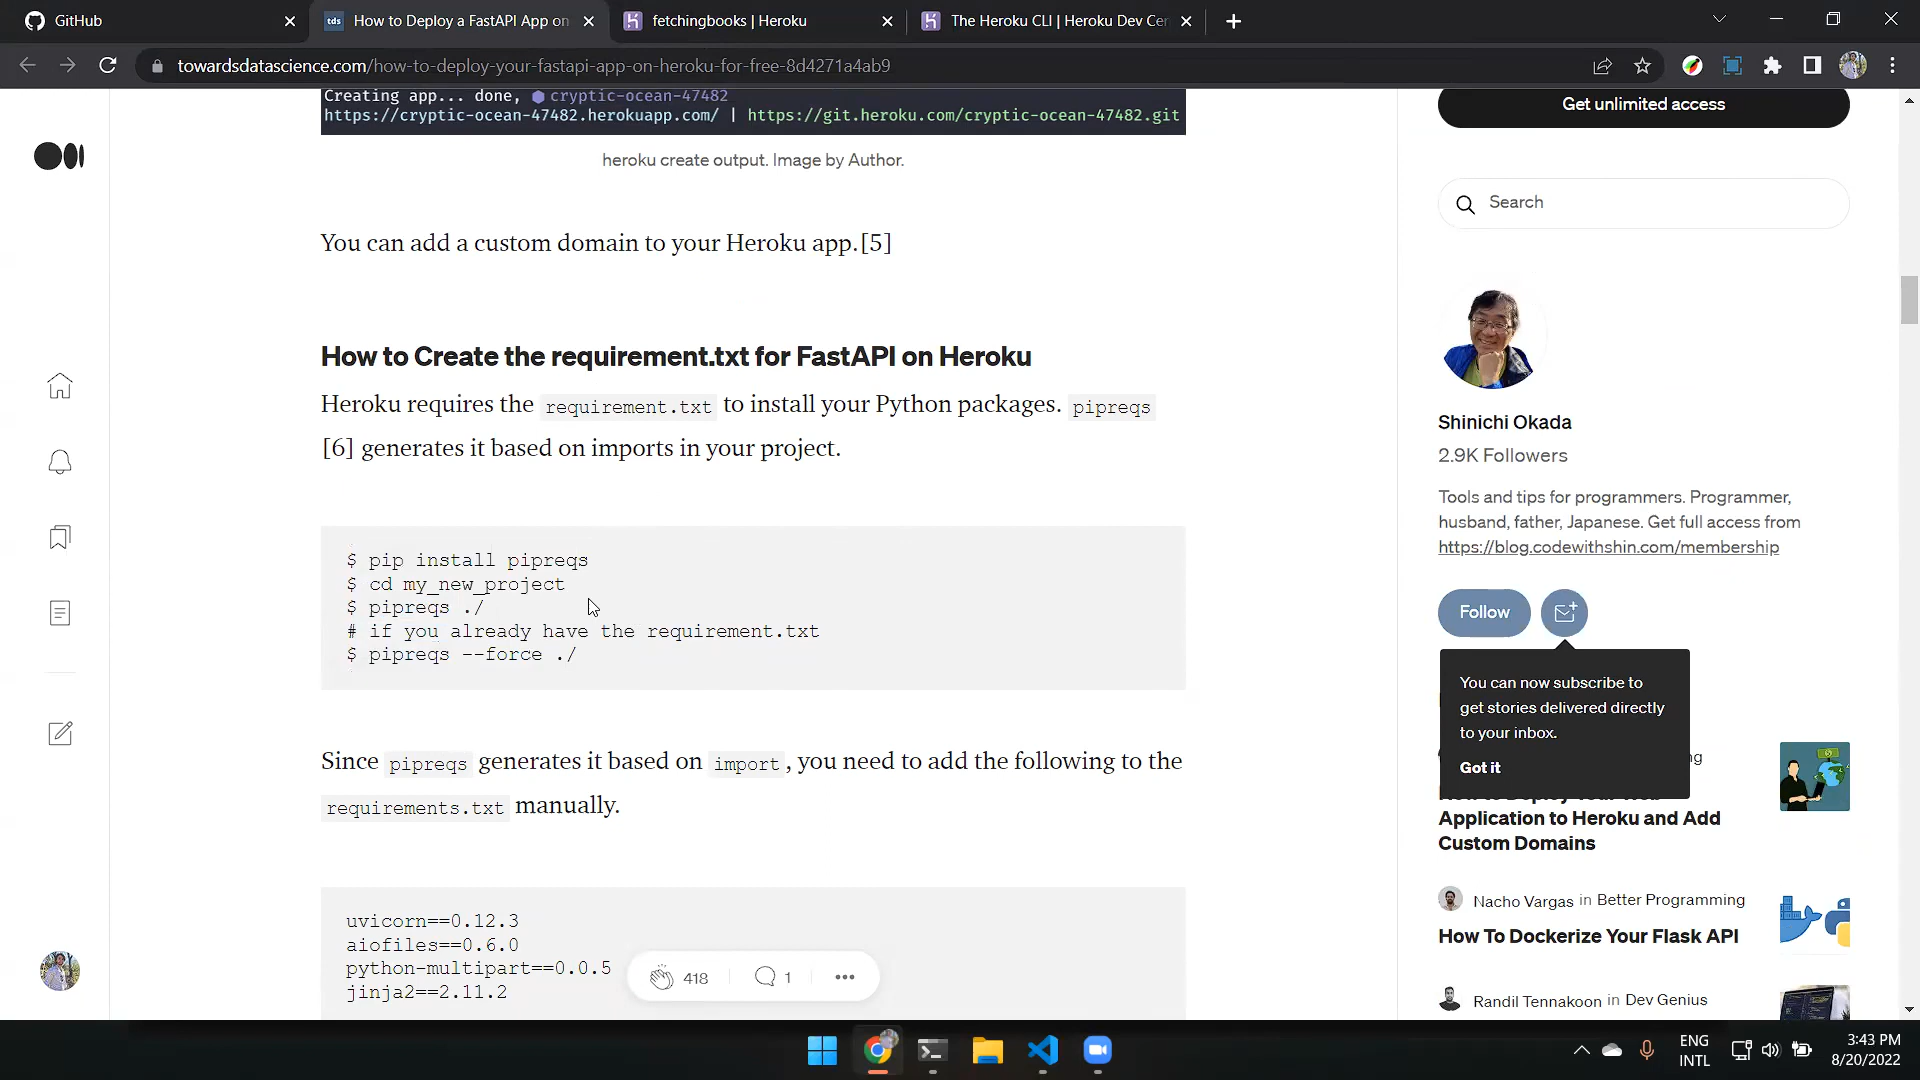 GitHub
tds How to Deploy a FastAPI App on
fetchingbooks | Heroku
The Heroku CLI | Heroku Dev Cen
towardsdatascience.com/how-to-deploy-your-fastapi-app-on-heroku-for-free-8d4271a4ab9
Creating app... done, cryptic-ocean-47482
https://cryptic-ocean-47482.herokuapp.com/ | https://git.heroku.com/cryptic-ocean-47482.git
heroku create output. Image by Author.
You can add a custom domain to your Heroku app.[5]
How to Create the requirement.txt for FastAPI on Heroku
Heroku requires the requirement.txt to install your Python packages. pipreqs
[6] generates it based on imports in your project.
$ pip install pipreqs
$ cd my_new_project
$ pipreqs ./
# if you already have the requirement.txt
$ pipreqs --force ./
Since pipreqs generates it based on import, you need to add the following to the
requirements.txt manually.
uvicorn==0.12.3
aiofiles==0.6.0
python-multipart==0.0.5
jinja2==2.11.2
418
1
Get unlimited access
Search
Shinichi Okada
2.9K Followers
Tools and tips for programmers. Programmer,
husband, father, Japanese. Get full access from
https://blog.codewithshin.com/membership
Follow
You can now subscribe to
get stories delivered directly
to your inbox.
Got it
Application to Heroku and Add
Custom Domains
Nacho Vargas in Better Programming
How To Dockerize Your Flask API
Randil Tennakoon in Dev Genius
ENG
INTL
3:43 PM
8/20/2022